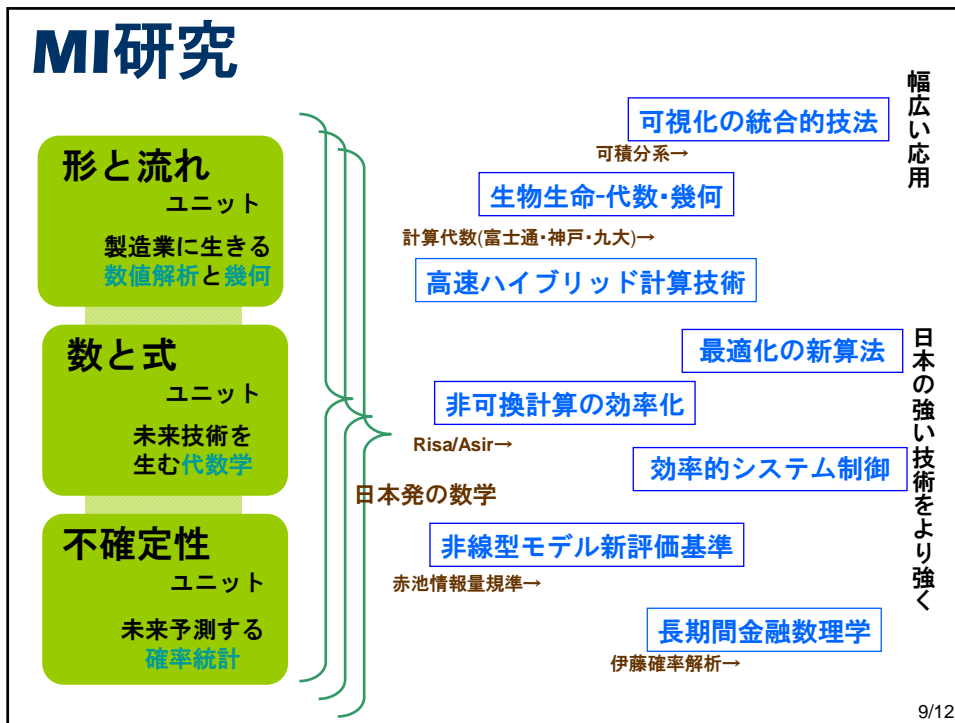 MI研究
形と流れ
ユニット
製造業に生きる
数値解析と幾何
数と式
ユニット
未来技術を
生む代数学
不確定性
ユニット
未来予測する
確率統計
可視化の統合的技法
可積分系→
生物生命-代数・幾何
計算代数(富士通・神戸・九大)→
高速ハイブリッド計算技術
最適化の新算法
非可換計算の効率化
Risa/Asir→
効率的システム制御
日本発の数学
非線型モデル新評価基準
赤池情報量規準→
長期間金融数理学
伊藤確率解析→
幅広い応用
日本の強い技術をより強く
9/12